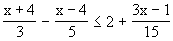 (x + 4)/3 − (x − 4)/5 ≤ 2 + (3x − 1)/15